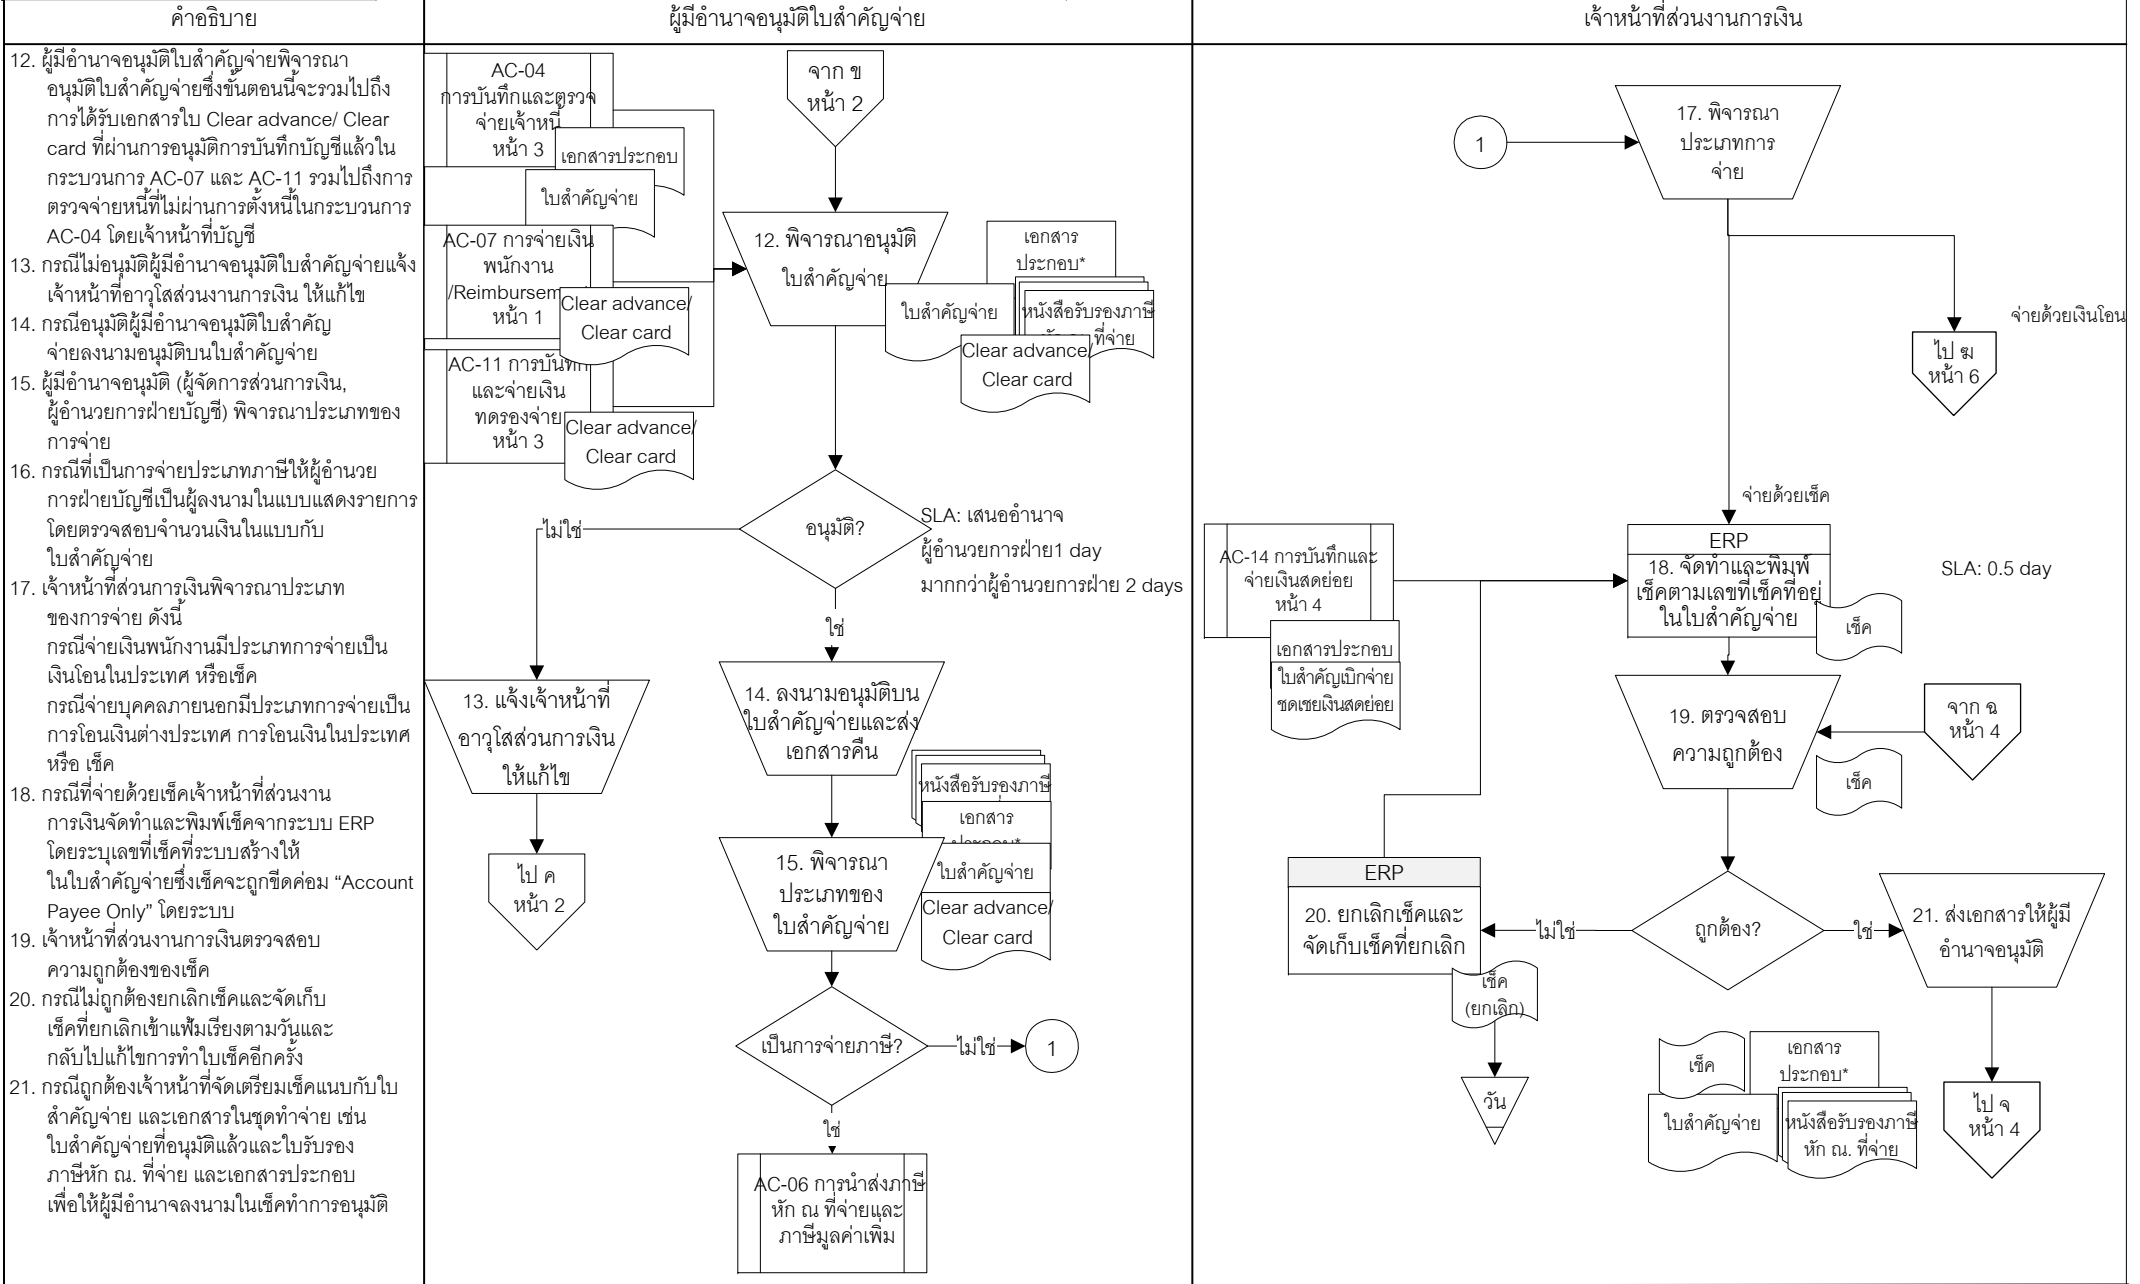 คำอธิบาย
ผู้มีอำนาจอนุมัติใบสำคัญจ่าย
เจ้าหน้าที่ส่วนงานการเงิน
12. ผู้มีอำนาจอนุมัติใบสำคัญจ่ายพิจารณา
อนุมัติใบสำคัญจ่ายซึ่งขั้นตอนนี้จะรวมไปถึง
การได้รับเอกสารใบ Clear advance/ Clear
card ที่ผ่านการอนุมัติการบันทึกบัญชีแล้วใน
กระบวนการ AC-07 และ AC-11 รวมไปถึงการ
ตรวจจ่ายหนี้ที่ไม่ผ่านการตั้งหนี้ในกระบวนการ
AC-04 โดยเจ้าหน้าที่บัญชี
13. กรณีไม่อนุมัติผู้มีอำนาจอนุมัติใบสำคัญจ่ายแจ้ง
เจ้าหน้าที่อาวุโสส่วนงานการเงิน ให้แก้ไข
14. กรณีอนุมัติผู้มีอำนาจอนุมัติใบสำคัญ
จ่ายลงนามอนุมัติบนใบสำคัญจ่าย
15. ผู้มีอำนาจอนุมัติ (ผู้จัดการส่วนการเงิน,
ผู้อำนวยการฝ่ายบัญชี) พิจารณาประเภทของ
การจ่าย
16. กรณีที่เป็นการจ่ายประเภทภาษีให้ผู้อำนวย
การฝ่ายบัญชีเป็นผู้ลงนามในแบบแสดงรายการ
โดยตรวจสอบจำนวนเงินในแบบกับ
ใบสำคัญจ่าย
17. เจ้าหน้าที่ส่วนการเงินพิจารณาประเภท
ของการจ่าย ดังนี้
กรณีจ่ายเงินพนักงานมีประเภทการจ่ายเป็น
เงินโอนในประเทศ หรือเช็ค
กรณีจ่ายบุคคลภายนอกมีประเภทการจ่ายเป็น
การโอนเงินต่างประเทศ การโอนเงินในประเทศ
หรือ เช็ค
18. กรณีที่จ่ายด้วยเช็คเจ้าหน้าที่ส่วนงาน
การเงินจัดทำและพิมพ์เช็คจากระบบ ERP
โดยระบุเลขที่เช็คที่ระบบสร้างให้
ในใบสำคัญจ่ายซึ่งเช็คจะถูกขีดค่อม “Account
Payee Only” โดยระบบ
19. เจ้าหน้าที่ส่วนงานการเงินตรวจสอบ
ความถูกต้องของเช็ค
20. กรณีไม่ถูกต้องยกเลิกเช็คและจัดเก็บ
เช็คที่ยกเลิกเข้าแฟ้มเรียงตามวันและ
กลับไปแก้ไขการทำใบเช็คอีกครั้ง
21. กรณีถูกต้องเจ้าหน้าที่จัดเตรียมเช็คแนบกับใบ
สำคัญจ่าย และเอกสารในชุดทำจ่าย เช่น
ใบสำคัญจ่ายที่อนุมัติแล้วและใบรับรอง
ภาษีหัก ณ. ที่จ่าย และเอกสารประกอบ
เพื่อให้ผู้มีอำนาจลงนามในเช็คทำการอนุมัติ
AC-04
การบันทึกและตรวจ
จ่ายเจ้าหนี้
หน้า 3
เอกสารประกอบ
ใบสำคัญจ่าย
AC-07 การจ่ายเงิน
พนักงาน
หน้า 1
Clear advance/
Clear card
AC-11 การบันทึก
และจ่ายเงิน
ทดรองจ่าย
หน้า 3
Clear advance/
Clear card
จาก ข
หน้า 2
12. พิจารณาอนุมัติ
ใบสำคัญจ่าย
เอกสาร
ประกอบ*
ใบสำคัญจ่าย
หนังสือรับรองภาษี
ที่จ่าย
Clear advance/
Clear card
อนุมัติ?
SLA: เสนออำนาจ
ผู้อำนวยการฝ่าย1 day
มากกว่าผู้อำนวยการฝ่าย 2 days
ไม่ใช่
ใช่
13. แจ้งเจ้าหน้าที่
อาวุโสส่วนการเงิน
ให้แก้ไข
ไป ค
หน้า 2
14. ลงนามอนุมัติบน
ใบสำคัญจ่ายและส่ง
เอกสารคืน
หนังสือรับรองภาษี
เอกสาร
ประกอบ*
ใบสำคัญจ่าย
Clear advance/
Clear card
15. พิจารณา
ประเภทของ
ใบสำคัญจ่าย
เป็นการจ่ายภาษี?
ไม่ใช่
1
ใช่
AC-06 การนำส่งภาษี
หัก ณ ที่จ่ายและ
ภาษีมูลค่าเพิ่ม
1
17. พิจารณา
ประเภทการ
จ่าย
จ่ายด้วยเงินโอน
ไป ฆ
หน้า 6
จ่ายด้วยเช็ค
AC-14 การบันทึกและ
จ่ายเงินสดย่อย
หน้า 4
เอกสารประกอบ
ใบสำคัญเบิกจ่าย
ชดเชยเงินสดย่อย
ERP
18. จัดทำและพิมพ์
เช็คตามเลขที่เช็คที่อยู่
ในใบสำคัญจ่าย
เช็ค
SLA: 0.5 day
19. ตรวจสอบ
ความถูกต้อง
จาก ฉ
หน้า 4
เช็ค
ERP
20. ยกเลิกเช็คและ
จัดเก็บเช็คที่ยกเลิก
ไม่ใช่
ถูกต้อง?
ใช่
21. ส่งเอกสารให้ผู้มี
อำนาจอนุมัติ
เช็ค
(ยกเลิก)
วัน
เช็ค
เอกสาร
ประกอบ*
ใบสำคัญจ่าย
หนังสือรับรองภาษี
หัก ณ. ที่จ่าย
ไป จ
หน้า 4